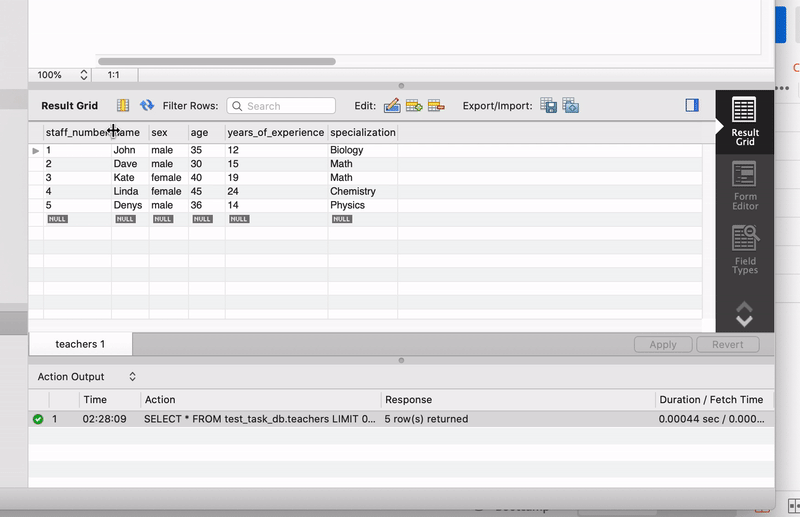 100% 1:1
Result Grid Filter Rows: Search Edit: Export/Import:
staff_number name sex age years_of_experience specialization
1 John male 35 12 Biology
2 Dave male 30 15 Math
3 Kate female 40 19 Math
4 Linda female 45 24 Chemistry
5 Denys male 36 14 Physics
NULL NULL NULL NULL NULL NULL
Result
Grid
Form
Editor
Field
Types
teachers 1 Apply Revert
Action Output
Time Action Response Duration / Fetch Time
1 02:28:09 SELECT * FROM test_task_db.teachers LIMIT 0... 5 row(s) returned 0.00044 sec / 0.000...